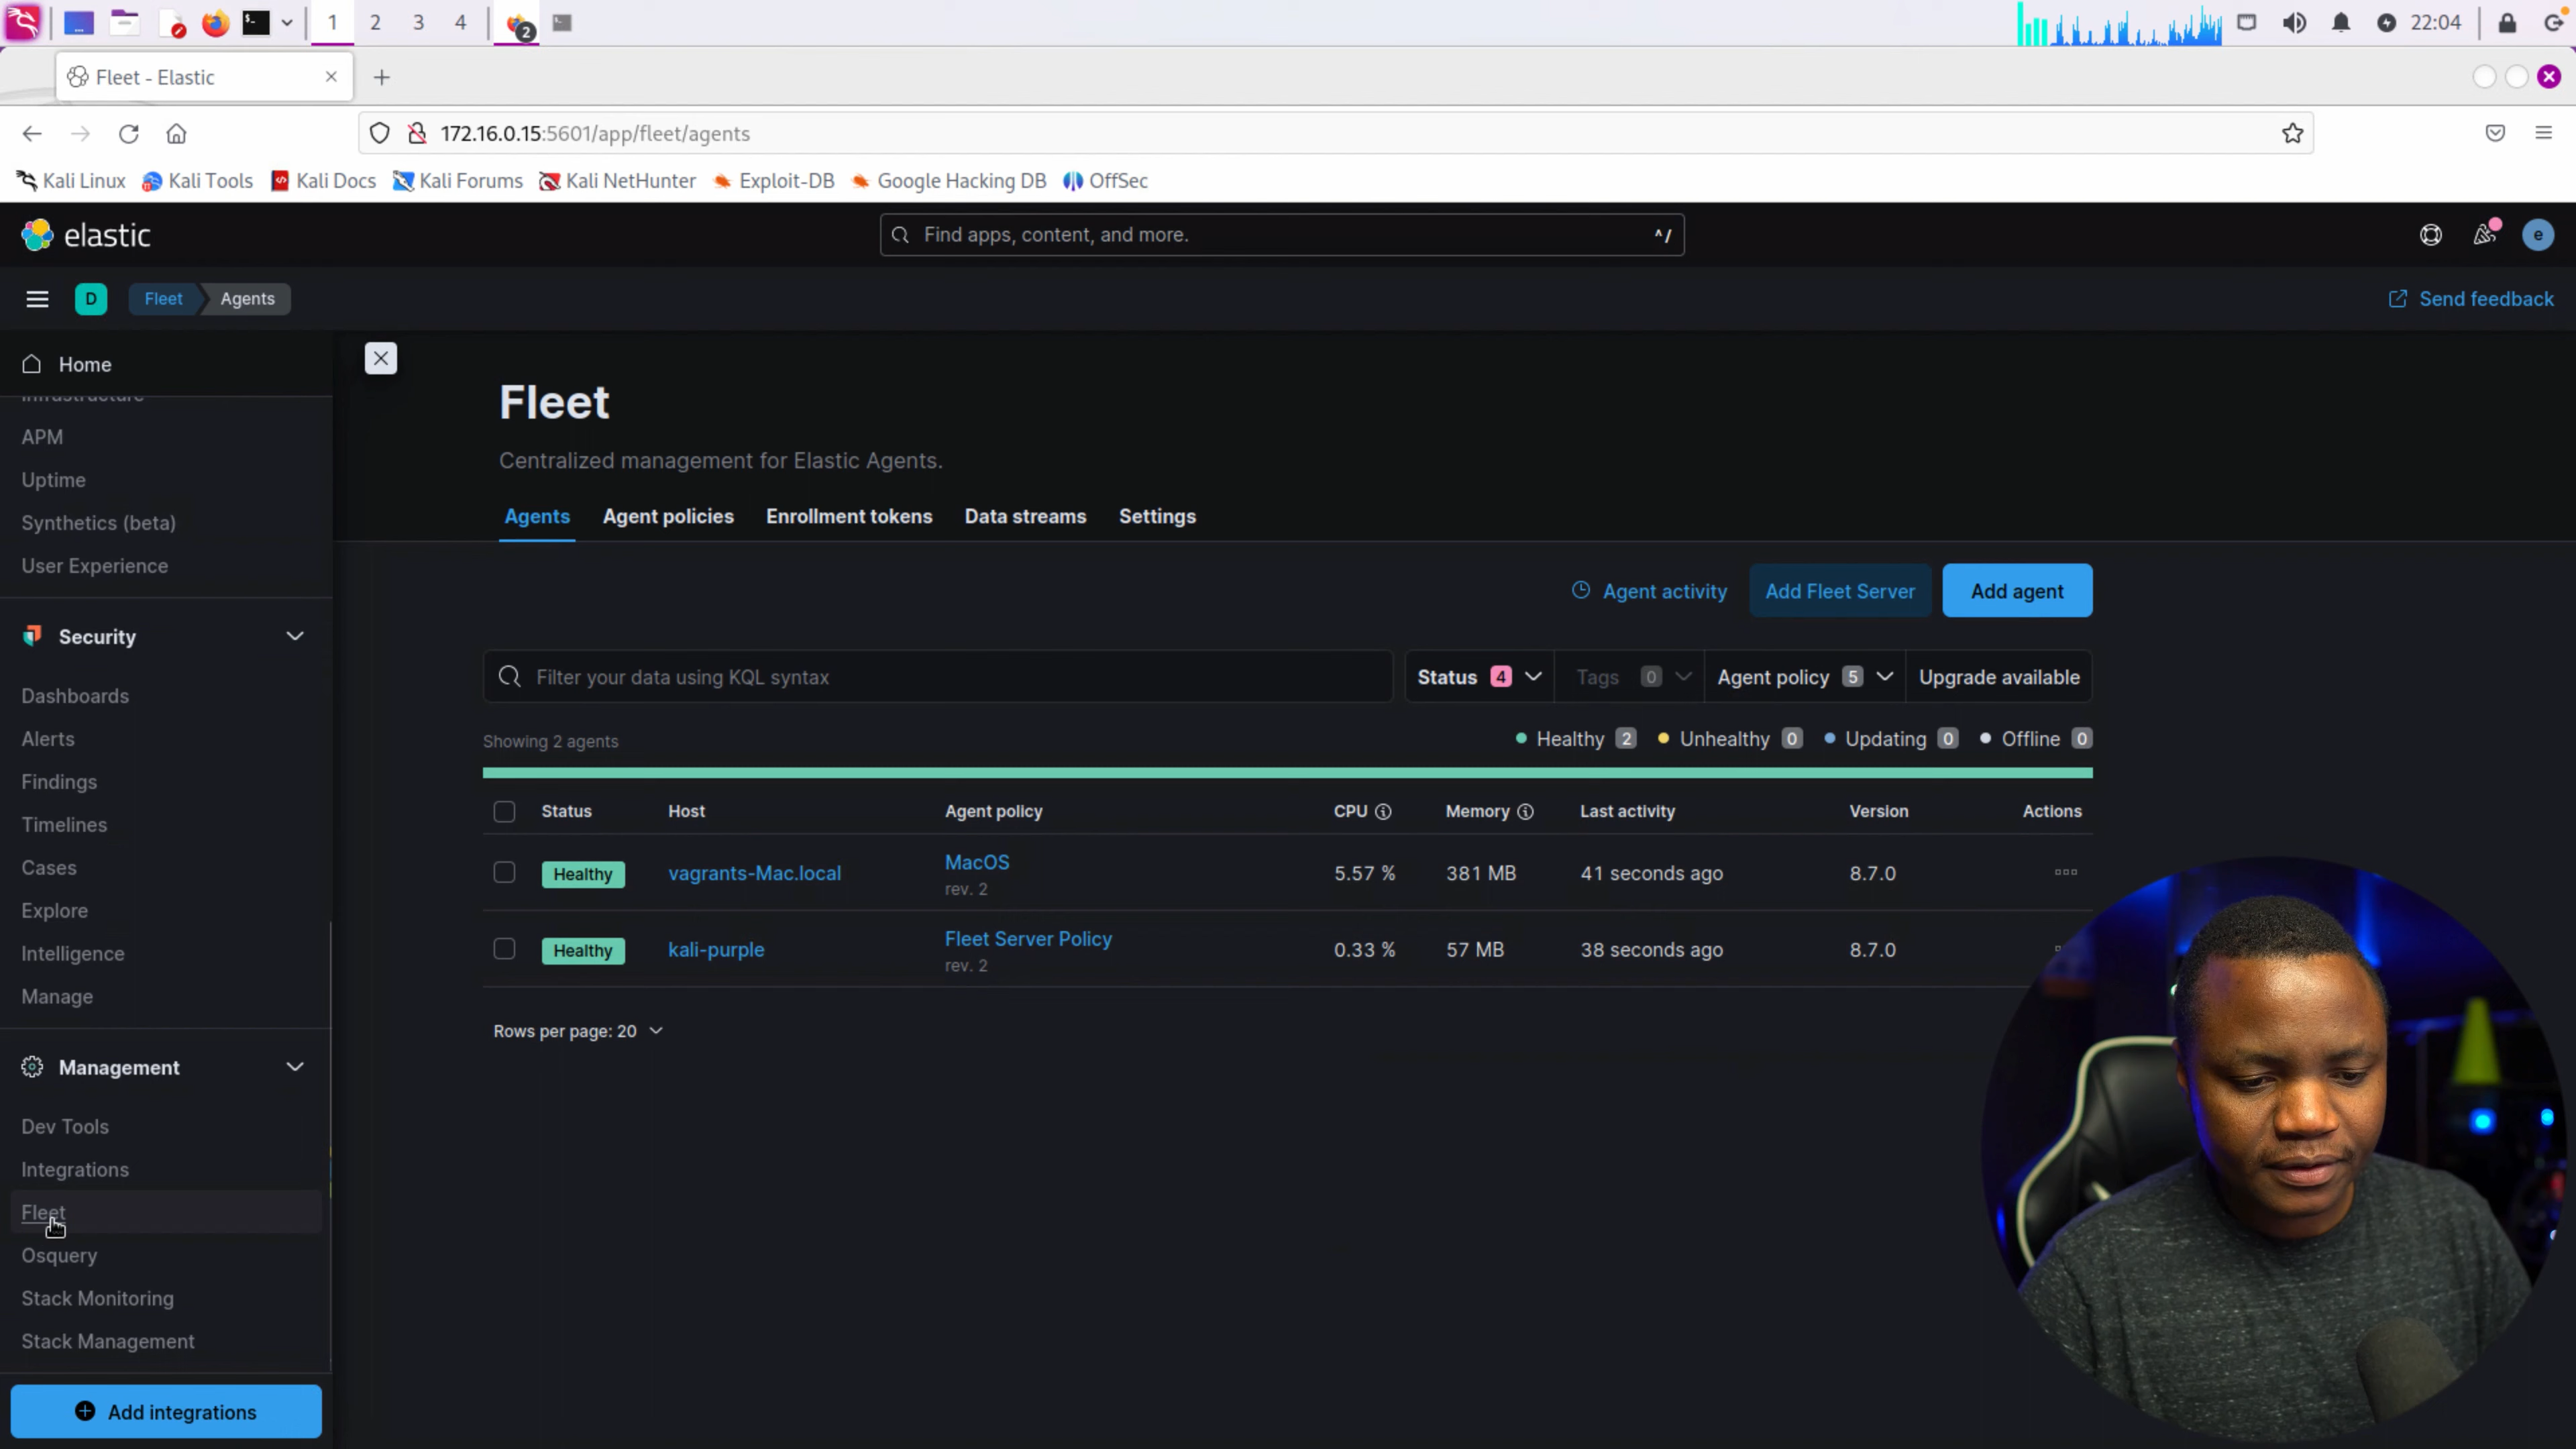 1 2 3 4 2 22:04
Fleet - Elastic
172.16.0.15:5601/app/fleet/agents
Kali Linux Kali Tools Kali Docs Kali Forums Kali NetHunter Exploit-DB Google Hacking DB OffSec
elastic Find apps, content, and more. ^/ e
D Fleet Agents Send feedback
Home
Infrastructure
APM
Uptime
Synthetics (beta)
User Experience
Security
Dashboards
Alerts
Findings
Timelines
Cases
Explore
Intelligence
Manage
Management
Dev Tools
Integrations
Fleet
Osquery
Stack Monitoring
Stack Management
Add integrations
Fleet
Centralized management for Elastic Agents.
Agents Agent policies Enrollment tokens Data streams Settings
Agent activity Add Fleet Server Add agent
Filter your data using KQL syntax Status 4 Tags 0 Agent policy 5 Upgrade available
Showing 2 agents Healthy 2 Unhealthy 0 Updating 0 Offline 0
Status Host Agent policy CPU Memory Last activity Version Actions
Healthy vagrants-Mac.local MacOS 5.57 % 381 MB 41 seconds ago 8.7.0
rev. 2
Healthy kali-purple Fleet Server Policy 0.33 % 57 MB 38 seconds ago 8.7.0
rev. 2
Rows per page: 20